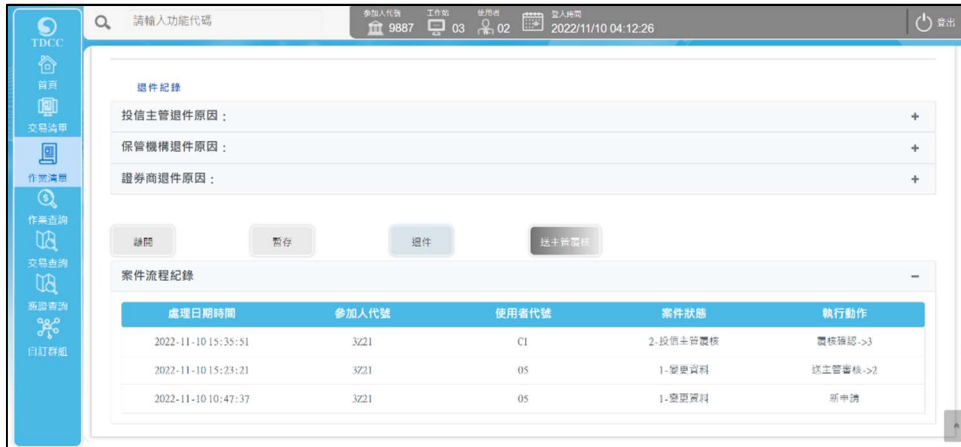 TDCC
請輸入功能代碼
參加人代號 9887
工作站 03
使用者 02
登入時間 2022/11/10 04:12:26
登出
首頁
交易清單
作業清單
作業查詢
交易查詢
憑證查詢
自訂群組
退件紀錄
投信主管退件原因：
+
保管機構退件原因：
+
證券商退件原因：
+
離開 暫存 退件 送主管覆核
案件流程紀錄
−
處理日期時間 參加人代號 使用者代號 案件狀態 執行動作
2022-11-10 15:35:51 3Z21 C1 2-投信主管覆核 覆核確認->3
2022-11-10 15:23:21 3Z21 05 1-變更資料 送主管審核->2
2022-11-10 10:47:37 3Z21 05 1-變更資料 新申請